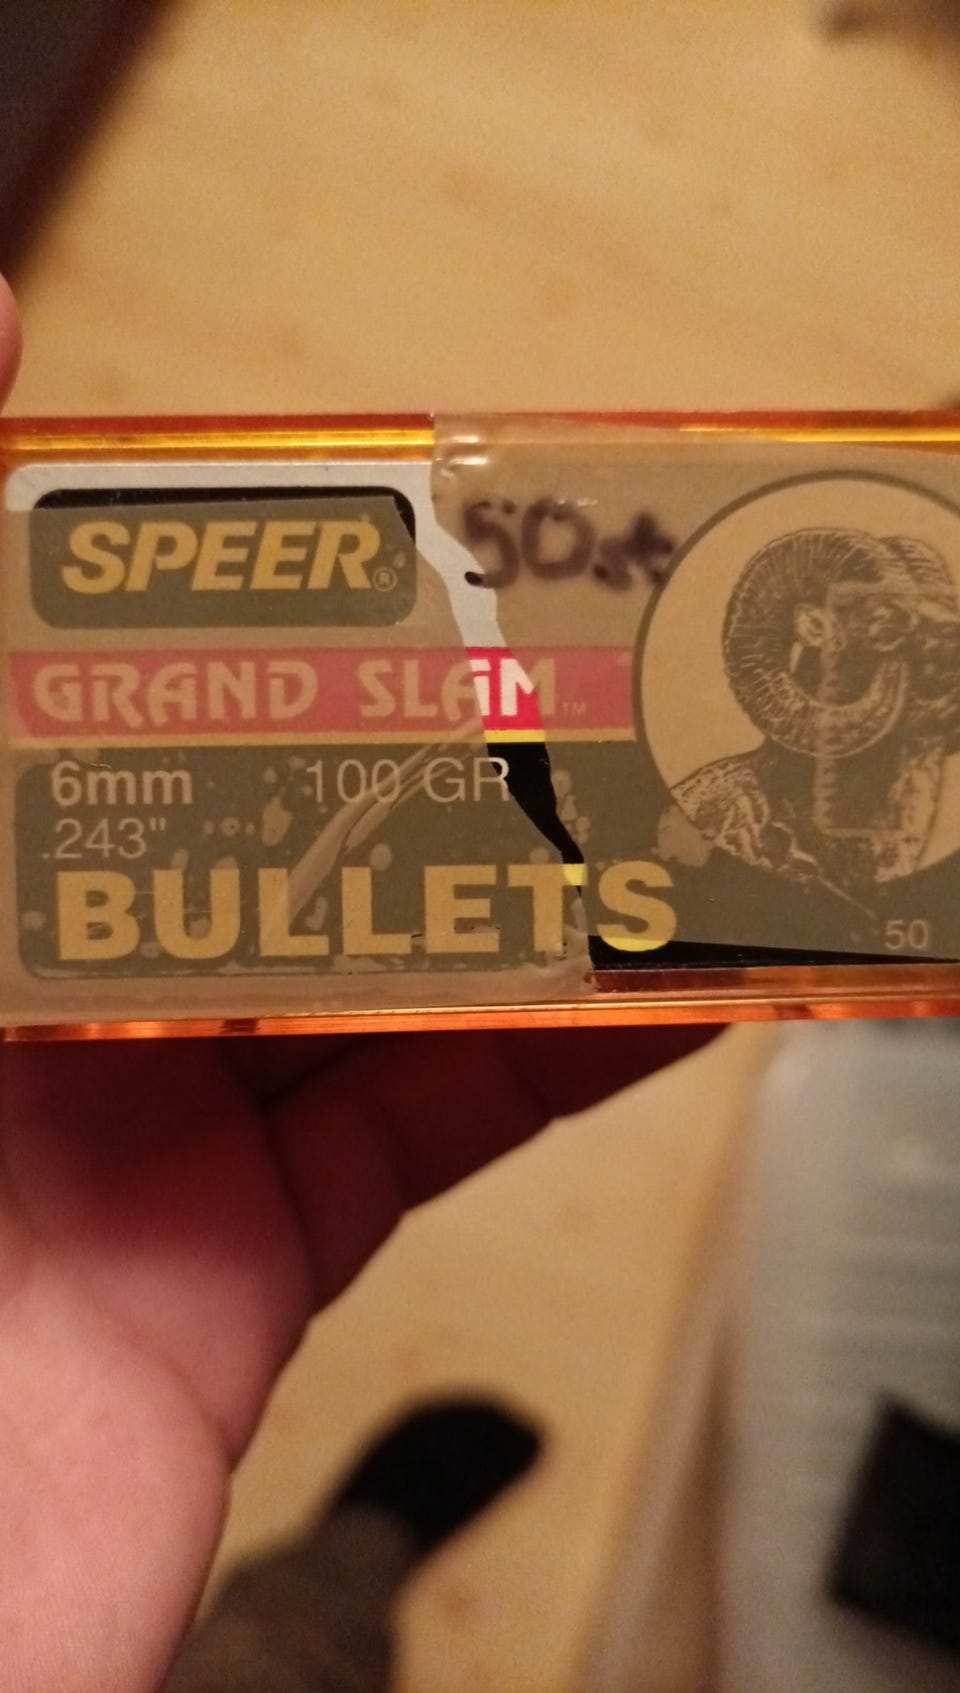 SPEER®
50st
GRAND SLAM™
6mm 100 GR.
.243"
BULLETS
50